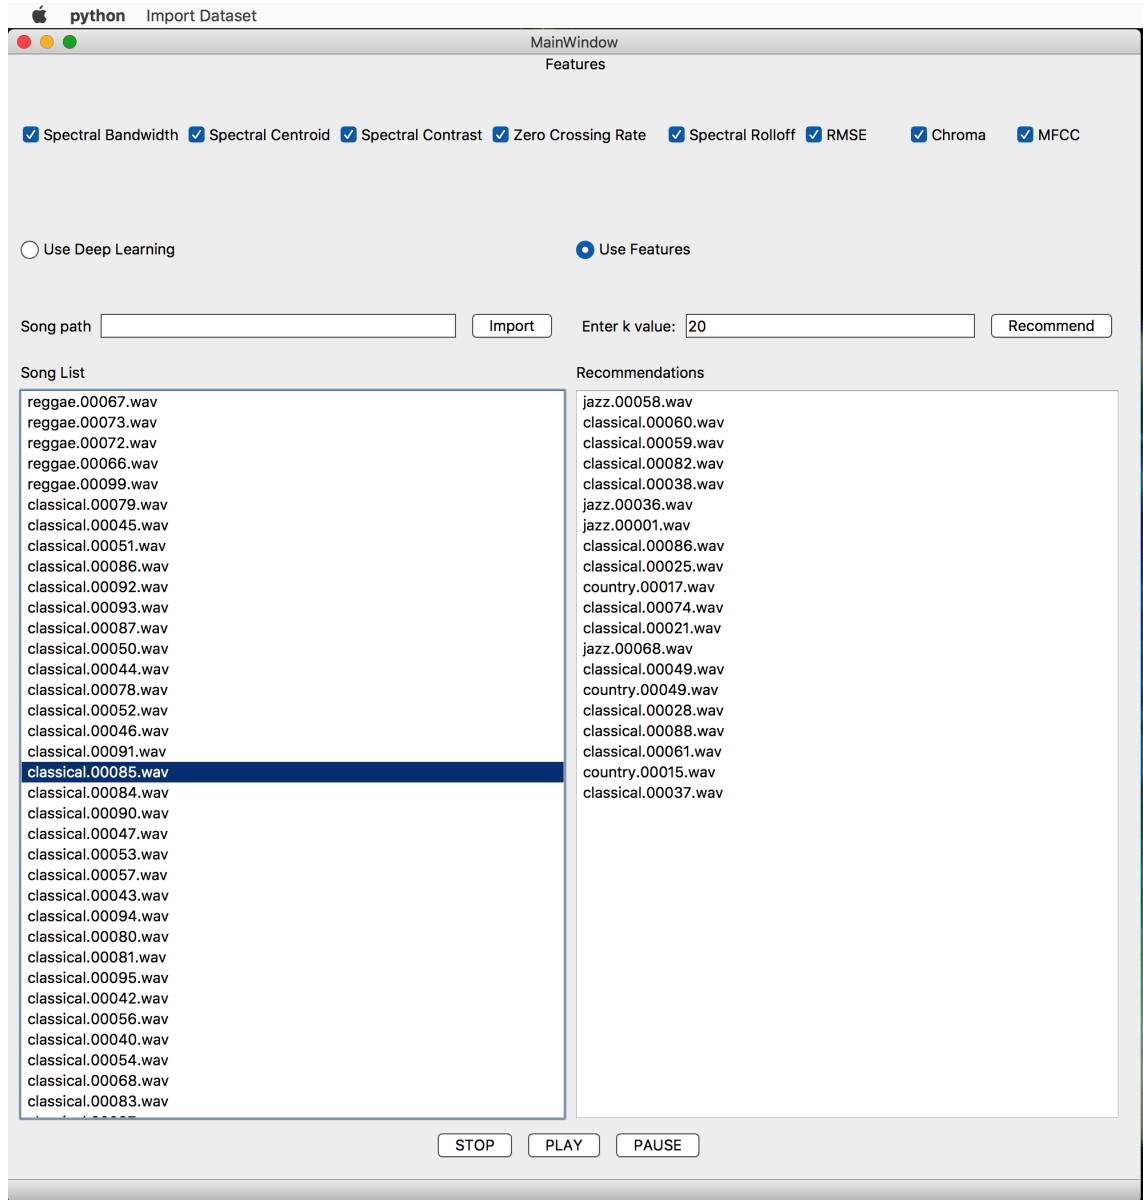 python Import Dataset
MainWindow
Features
Spectral Bandwidth Spectral Centroid Spectral Contrast Zero Crossing Rate Spectral Rolloff RMSE Chroma MFCC
Use Deep Learning Use Features
Song path Import Enter k value: 20 Recommend
Song List
reggae.00067.wav
reggae.00073.wav
reggae.00072.wav
reggae.00066.wav
reggae.00099.wav
classical.00079.wav
classical.00045.wav
classical.00051.wav
classical.00086.wav
classical.00092.wav
classical.00093.wav
classical.00087.wav
classical.00050.wav
classical.00044.wav
classical.00078.wav
classical.00052.wav
classical.00046.wav
classical.00091.wav
classical.00085.wav
classical.00084.wav
classical.00090.wav
classical.00047.wav
classical.00053.wav
classical.00057.wav
classical.00043.wav
classical.00094.wav
classical.00080.wav
classical.00081.wav
classical.00095.wav
classical.00042.wav
classical.00056.wav
classical.00040.wav
classical.00054.wav
classical.00068.wav
classical.00083.wav
Recommendations
jazz.00058.wav
classical.00060.wav
classical.00059.wav
classical.00082.wav
classical.00038.wav
jazz.00036.wav
jazz.00001.wav
classical.00086.wav
classical.00025.wav
country.00017.wav
classical.00074.wav
classical.00021.wav
jazz.00068.wav
classical.00049.wav
country.00049.wav
classical.00028.wav
classical.00088.wav
classical.00061.wav
country.00015.wav
classical.00037.wav
STOP PLAY PAUSE